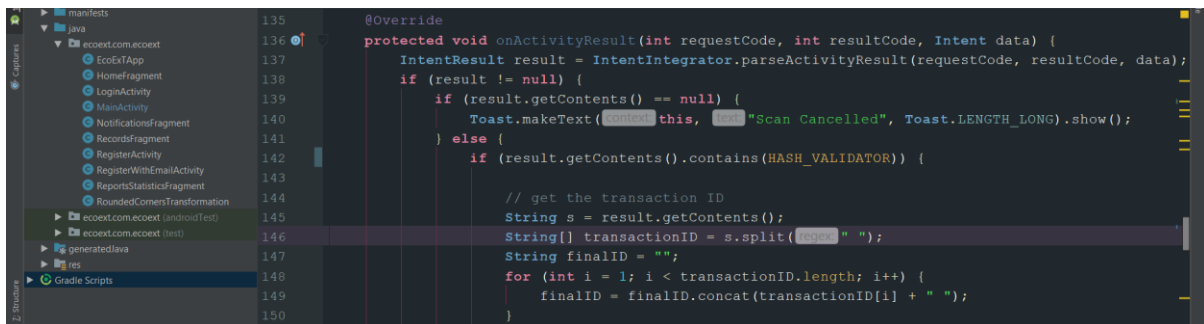 manifests
java
ecoext.com.ecoext
EcoExTApp
HomeFragment
LoginActivity
MainActivity
NotificationsFragment
RecordsFragment
RegisterActivity
RegisterWithEmailActivity
ReportsStatisticsFragment
RoundedCornersTransformation
ecoext.com.ecoext (androidTest)
ecoext.com.ecoext (test)
generatedJava
res
Gradle Scripts
Captures
Z: Structure
135 @Override
136 protected void onActivityResult(int requestCode, int resultCode, Intent data) {
137 IntentResult result = IntentIntegrator.parseActivityResult(requestCode, resultCode, data);
138 if (result != null) {
139 if (result.getContents() == null) {
140 Toast.makeText( context: this, text: "Scan Cancelled", Toast.LENGTH_LONG).show();
141 } else {
142 if (result.getContents().contains(HASH_VALIDATOR)) {
143
144 // get the transaction ID
145 String s = result.getContents();
146 String[] transactionID = s.split( regex: " ");
147 String finalID = "";
148 for (int i = 1; i < transactionID.length; i++) {
149 finalID = finalID.concat(transactionID[i] + " ");
150 }